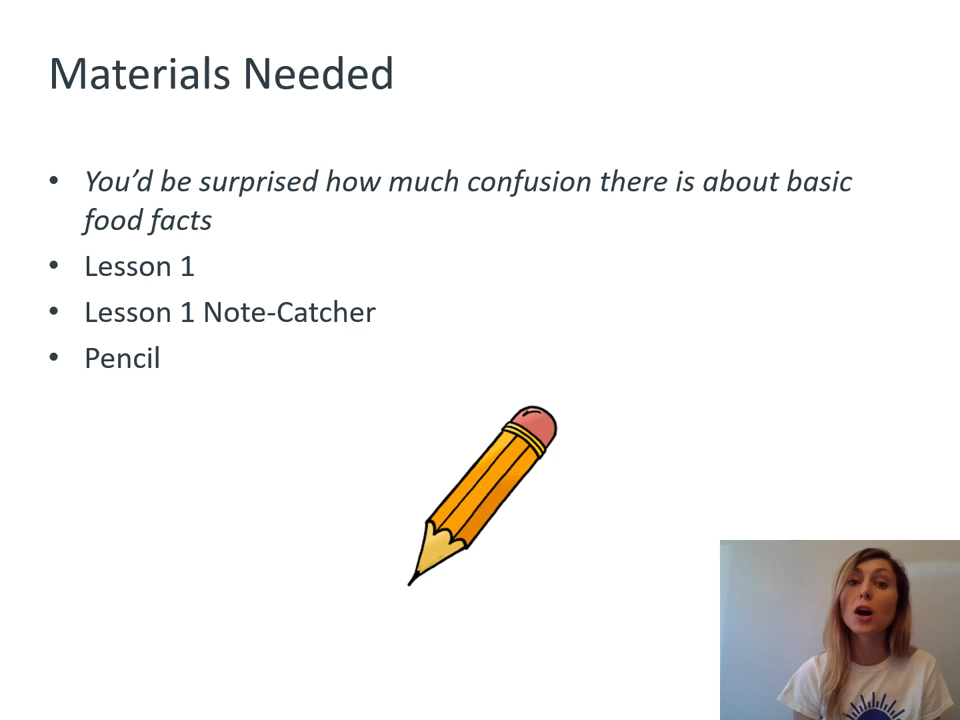 Materials Needed
• You’d be surprised how much confusion there is about basic
food facts
• Lesson 1
• Lesson 1 Note-Catcher
• Pencil